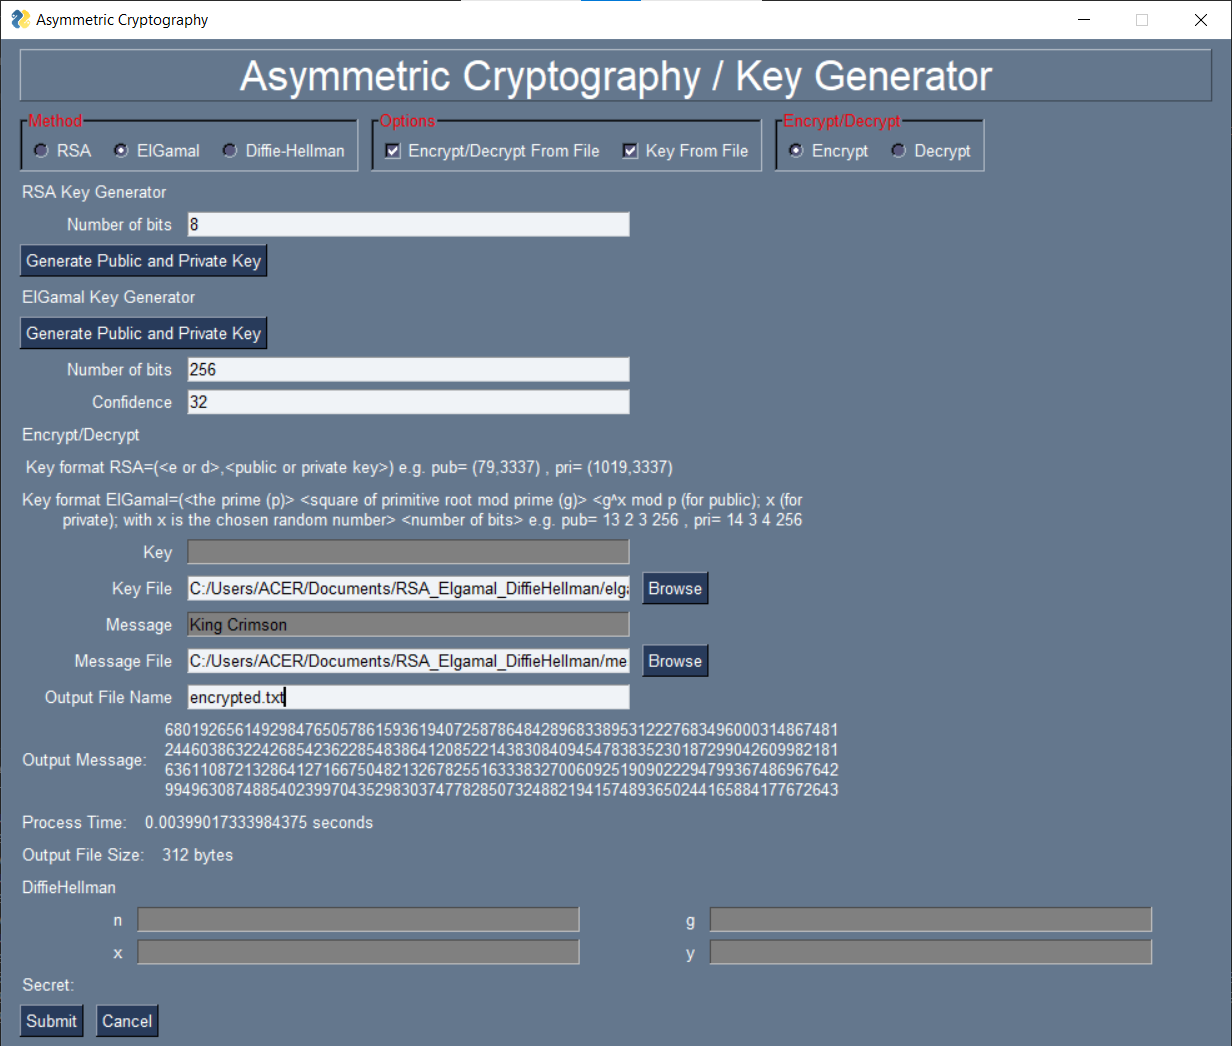 Asymmetric Cryptography
Asymmetric Cryptography / Key Generator
Method
Options
Encrypt/Decrypt
RSA ElGamal Diffie-Hellman
Encrypt/Decrypt From File Key From File
Encrypt Decrypt
RSA Key Generator
Number of bits 8
Generate Public and Private Key
ElGamal Key Generator
Generate Public and Private Key
Number of bits 256
Confidence 32
Encrypt/Decrypt
Key format RSA=(<e or d>,<public or private key>) e.g. pub= (79,3337) , pri= (1019,3337)
Key format ElGamal=(<the prime (p)> <square of primitive root mod prime (g)> <g^x mod p (for public); x (for
private); with x is the chosen random number> <number of bits> e.g. pub= 13 2 3 256 , pri= 14 3 4 256
Key
Key File C:/Users/ACER/Documents/RSA_Elgamal_DiffieHellman/elga Browse
Message King Crimson
Message File C:/Users/ACER/Documents/RSA_Elgamal_DiffieHellman/me Browse
Output File Name encrypted.txt
Output Message:
68019265614929847650578615936194072587864842896833895312227683496000314867481
24460386322426854236228548386412085221438308409454783835230187299042609982181
63611087213286412716675048213267825516333832700609251909022294799367486967642
99496308748854023997043529830374778285073248821941574893650244165884177672643
Process Time: 0.00399017333984375 seconds
Output File Size: 312 bytes
DiffieHellman
n g
x y
Secret:
Submit Cancel